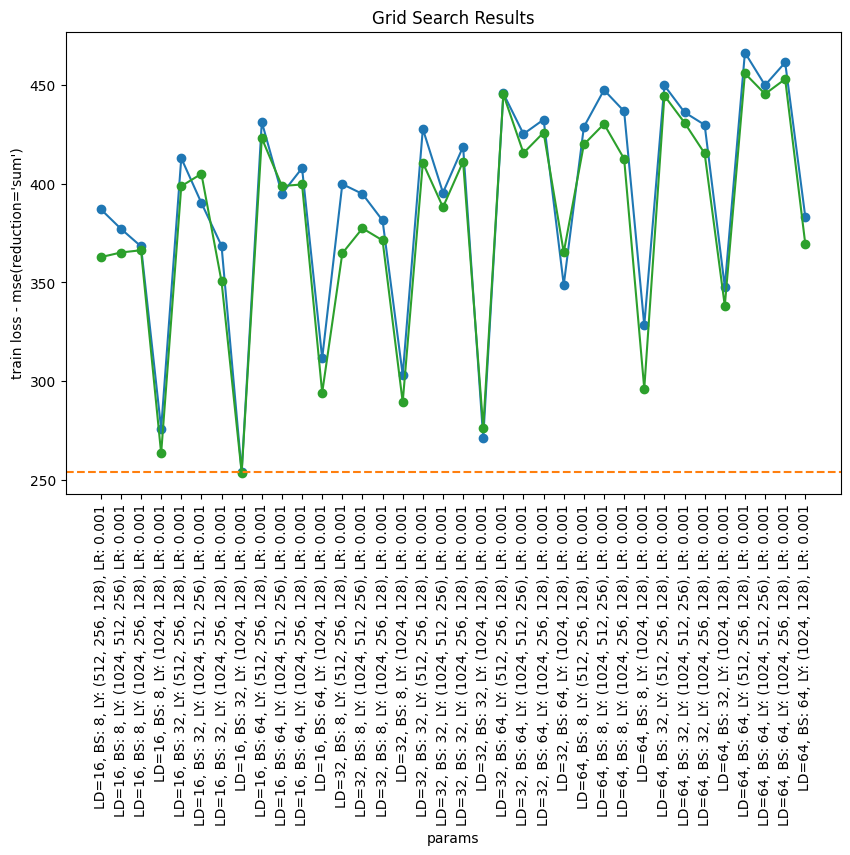 Grid Search Results
train loss - mse(reduction='sum')
450
400
350
300
250
LD=16, BS: 8, LY: (512, 256, 128), LR: 0.001
LD=16, BS: 8, LY: (1024, 512, 256), LR: 0.001
LD=16, BS: 8, LY: (1024, 256, 128), LR: 0.001
LD=16, BS: 8, LY: (1024, 128), LR: 0.001
LD=16, BS: 32, LY: (512, 256, 128), LR: 0.001
LD=16, BS: 32, LY: (1024, 512, 256), LR: 0.001
LD=16, BS: 32, LY: (1024, 256, 128), LR: 0.001
LD=16, BS: 32, LY: (1024, 128), LR: 0.001
LD=16, BS: 64, LY: (512, 256, 128), LR: 0.001
LD=16, BS: 64, LY: (1024, 512, 256), LR: 0.001
LD=16, BS: 64, LY: (1024, 256, 128), LR: 0.001
LD=16, BS: 64, LY: (1024, 128), LR: 0.001
LD=32, BS: 8, LY: (512, 256, 128), LR: 0.001
LD=32, BS: 8, LY: (1024, 512, 256), LR: 0.001
LD=32, BS: 8, LY: (1024, 256, 128), LR: 0.001
LD=32, BS: 8, LY: (1024, 128), LR: 0.001
LD=32, BS: 32, LY: (512, 256, 128), LR: 0.001
LD=32, BS: 32, LY: (1024, 512, 256), LR: 0.001
LD=32, BS: 32, LY: (1024, 256, 128), LR: 0.001
LD=32, BS: 32, LY: (1024, 128), LR: 0.001
LD=32, BS: 64, LY: (512, 256, 128), LR: 0.001
LD=32, BS: 64, LY: (1024, 512, 256), LR: 0.001
LD=32, BS: 64, LY: (1024, 256, 128), LR: 0.001
LD=32, BS: 64, LY: (1024, 128), LR: 0.001
LD=64, BS: 8, LY: (512, 256, 128), LR: 0.001
LD=64, BS: 8, LY: (1024, 512, 256), LR: 0.001
LD=64, BS: 8, LY: (1024, 256, 128), LR: 0.001
LD=64, BS: 8, LY: (1024, 128), LR: 0.001
LD=64, BS: 32, LY: (512, 256, 128), LR: 0.001
LD=64, BS: 32, LY: (1024, 512, 256), LR: 0.001
LD=64, BS: 32, LY: (1024, 256, 128), LR: 0.001
LD=64, BS: 32, LY: (1024, 128), LR: 0.001
LD=64, BS: 64, LY: (512, 256, 128), LR: 0.001
LD=64, BS: 64, LY: (1024, 512, 256), LR: 0.001
LD=64, BS: 64, LY: (1024, 256, 128), LR: 0.001
LD=64, BS: 64, LY: (1024, 128), LR: 0.001
params